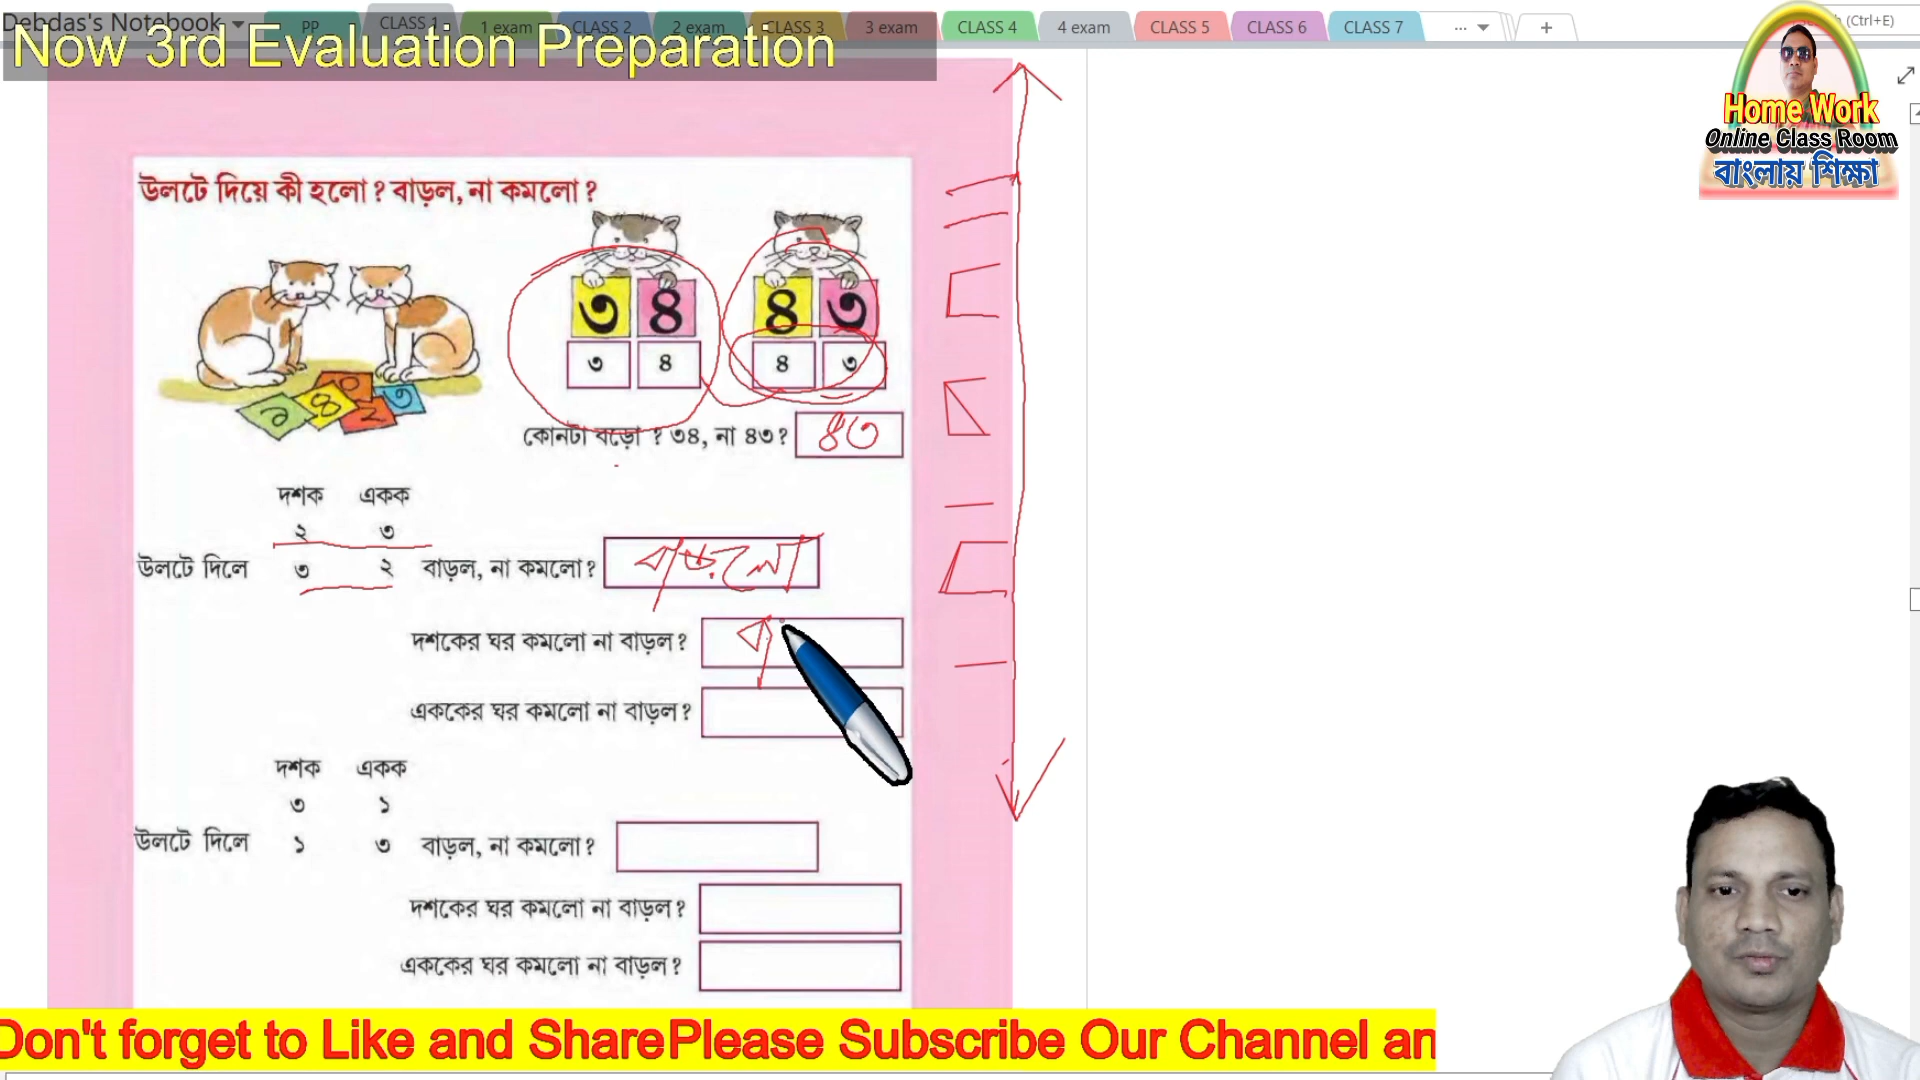 Debdas's Notebook PP CLASS 1 1 exam CLASS 2 2 exam CLASS 3 3 exam CLASS 4 4 exam CLASS 5 CLASS 6 CLASS 7 ... + (Ctrl+E)
Now 3rd Evaluation Preparation
Home Work
Online Class Room
বাংলায় শিক্ষা
উলটে দিয়ে কী হলো? বাড়ল, না কমলো?
৩ ৪ ৪ ৩
৩ ৪ ৪ ৩
১ ৪ ২ ৩
কোনটা বড়ো? ৩৪, না ৪৩? ৪৩
দশক একক
২ ৩
উলটে দিলে ৩ ২ বাড়ল, না কমলো? বাড়লো
দশকের ঘর কমলো না বাড়ল? বা
এককের ঘর কমলো না বাড়ল?
দশক একক
৩ ১
উলটে দিলে ১ ৩ বাড়ল, না কমলো?
দশকের ঘর কমলো না বাড়ল?
এককের ঘর কমলো না বাড়ল?
Don't forget to Like and Share Please Subscribe Our Channel an